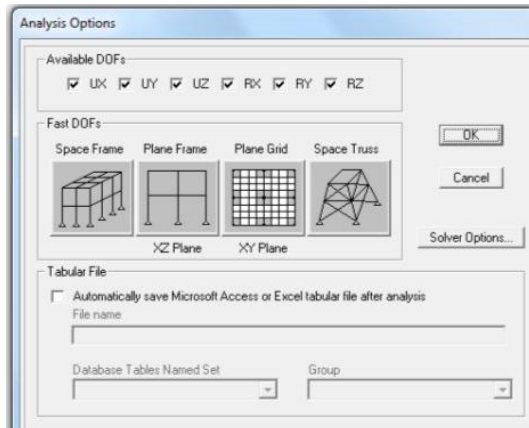 Analysis Options
Available DOFs
UX UY UZ RX RY RZ
Fast DOFs
Space Frame Plane Frame Plane Grid Space Truss
XZ Plane XY Plane
OK
Cancel
Solver Options...
Tabular File
Automatically save Microsoft Access or Excel tabular file after analysis
File name
Database Tables Named Set Group